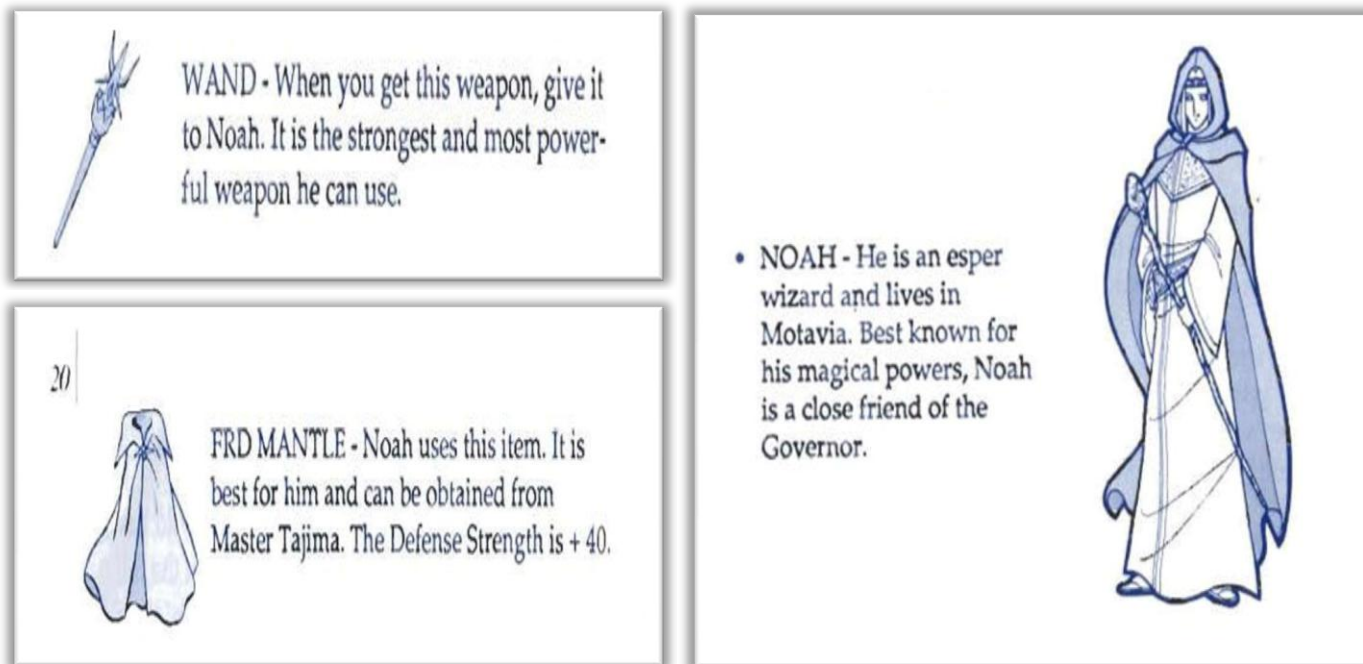 WAND - When you get this weapon, give it
to Noah. It is the strongest and most power-
ful weapon he can use.
20
FRD MANTLE - Noah uses this item. It is
best for him and can be obtained from
Master Tajima. The Defense Strength is + 40.
• NOAH - He is an esper
wizard and lives in
Motavia. Best known for
his magical powers, Noah
is a close friend of the
Governor.